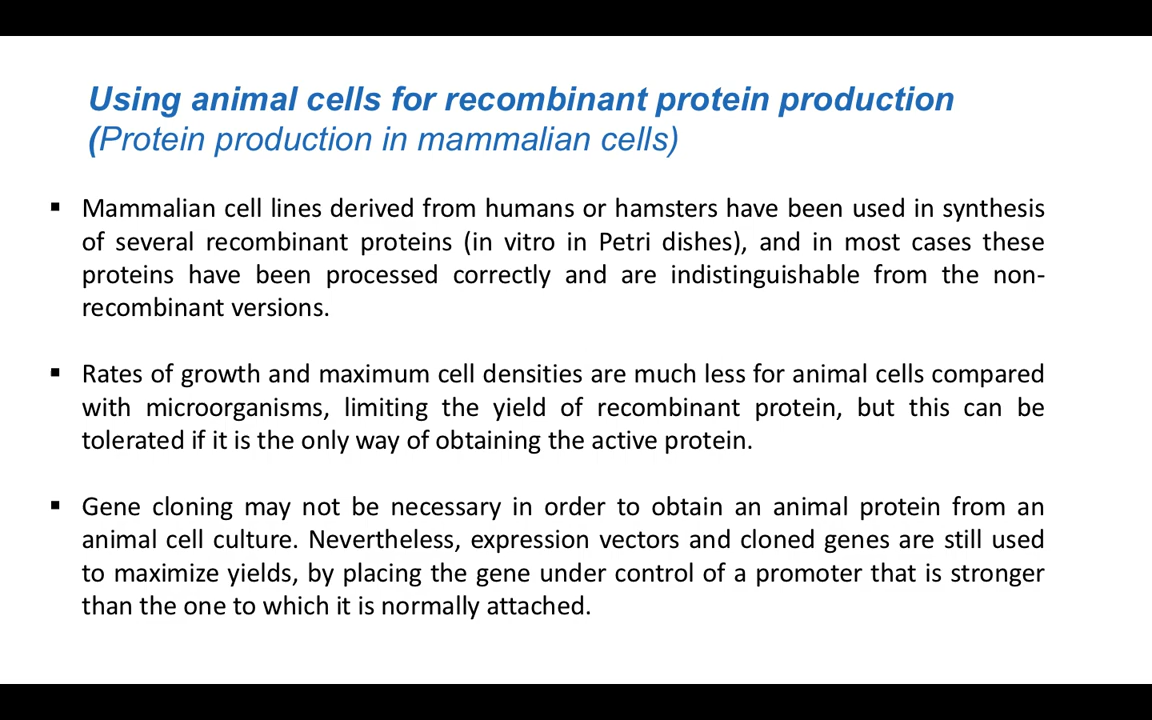 Using animal cells for recombinant protein production
(Protein production in mammalian cells)
▪ Mammalian cell lines derived from humans or hamsters have been used in synthesis
of several recombinant proteins (in vitro in Petri dishes), and in most cases these
proteins have been processed correctly and are indistinguishable from the non-
recombinant versions.
▪ Rates of growth and maximum cell densities are much less for animal cells compared
with microorganisms, limiting the yield of recombinant protein, but this can be
tolerated if it is the only way of obtaining the active protein.
▪ Gene cloning may not be necessary in order to obtain an animal protein from an
animal cell culture. Nevertheless, expression vectors and cloned genes are still used
to maximize yields, by placing the gene under control of a promoter that is stronger
than the one to which it is normally attached.